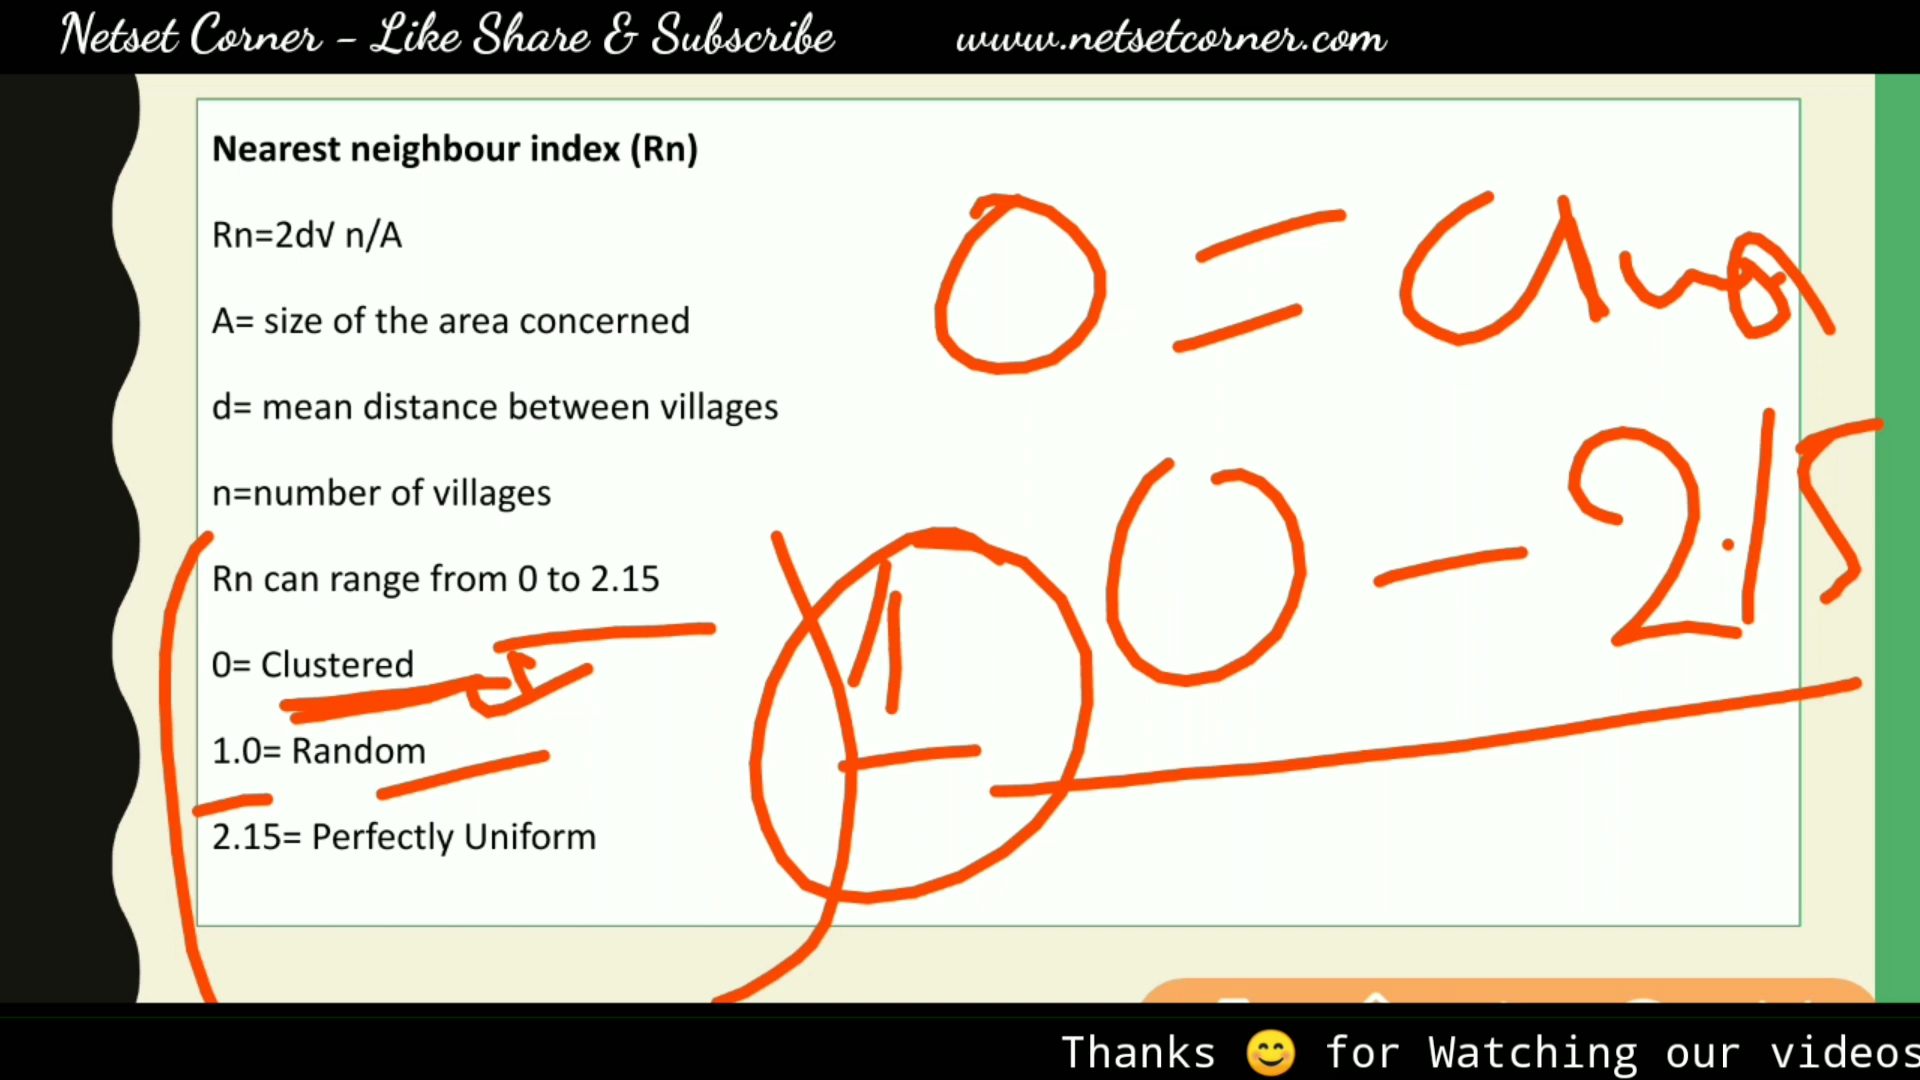 Netset Corner - Like Share & Subscribe www.netsetcorner.com
Nearest neighbour index (Rn)
Rn=2d√ n/A
A= size of the area concerned
d= mean distance between villages
n=number of villages
Rn can range from 0 to 2.15
0= Clustered
1.0= Random
2.15= Perfectly Uniform
0 =
0 - 2.15
1
Thanks 😊 for Watching our videos